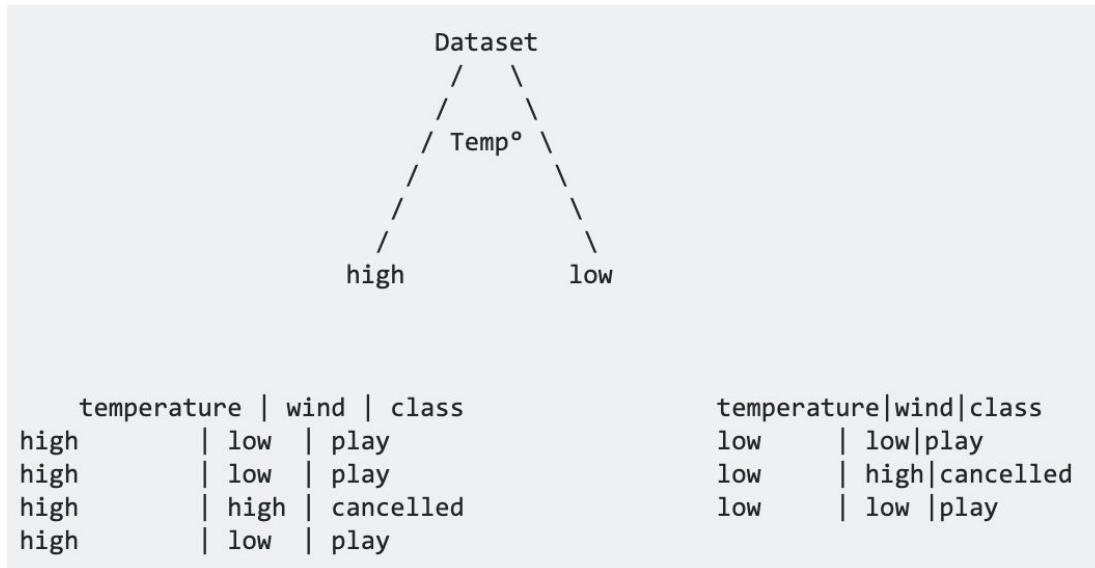 Dataset
/ \
/ \
/ Temp° \
/ \
/ \
/ \
high low
temperature | wind | class
high | low | play
high | low | play
high | high | cancelled
high | low | play
temperature|wind|class
low | low|play
low | high|cancelled
low | low |play